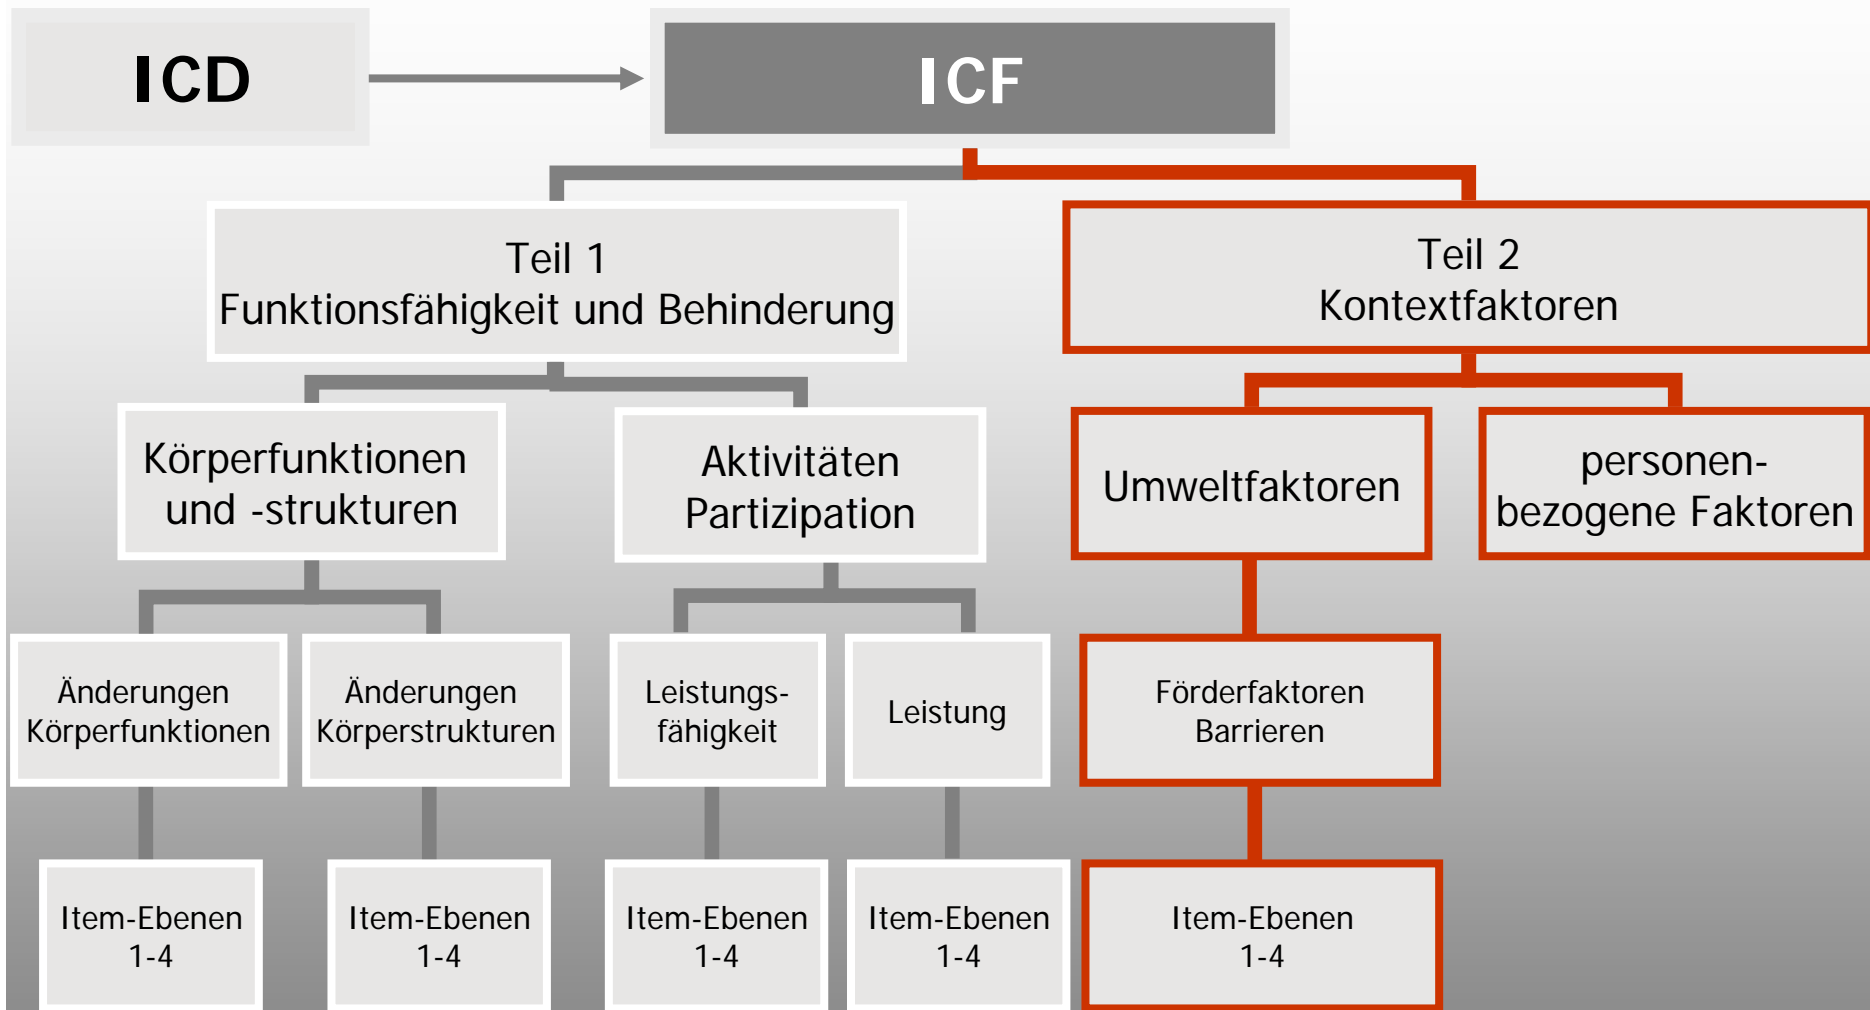 ICD
ICF
Teil 1
Funktionsfähigkeit und Behinderung
Teil 2
Kontextfaktoren
Körperfunktionen
und -strukturen
Aktivitäten
Partizipation
Umweltfaktoren
personen-
bezogene Faktoren
Änderungen
Körperfunktionen
Änderungen
Körperstrukturen
Leistungs-
fähigkeit
Leistung
Förderfaktoren
Barrieren
Item-Ebenen
1-4
Item-Ebenen
1-4
Item-Ebenen
1-4
Item-Ebenen
1-4
Item-Ebenen
1-4